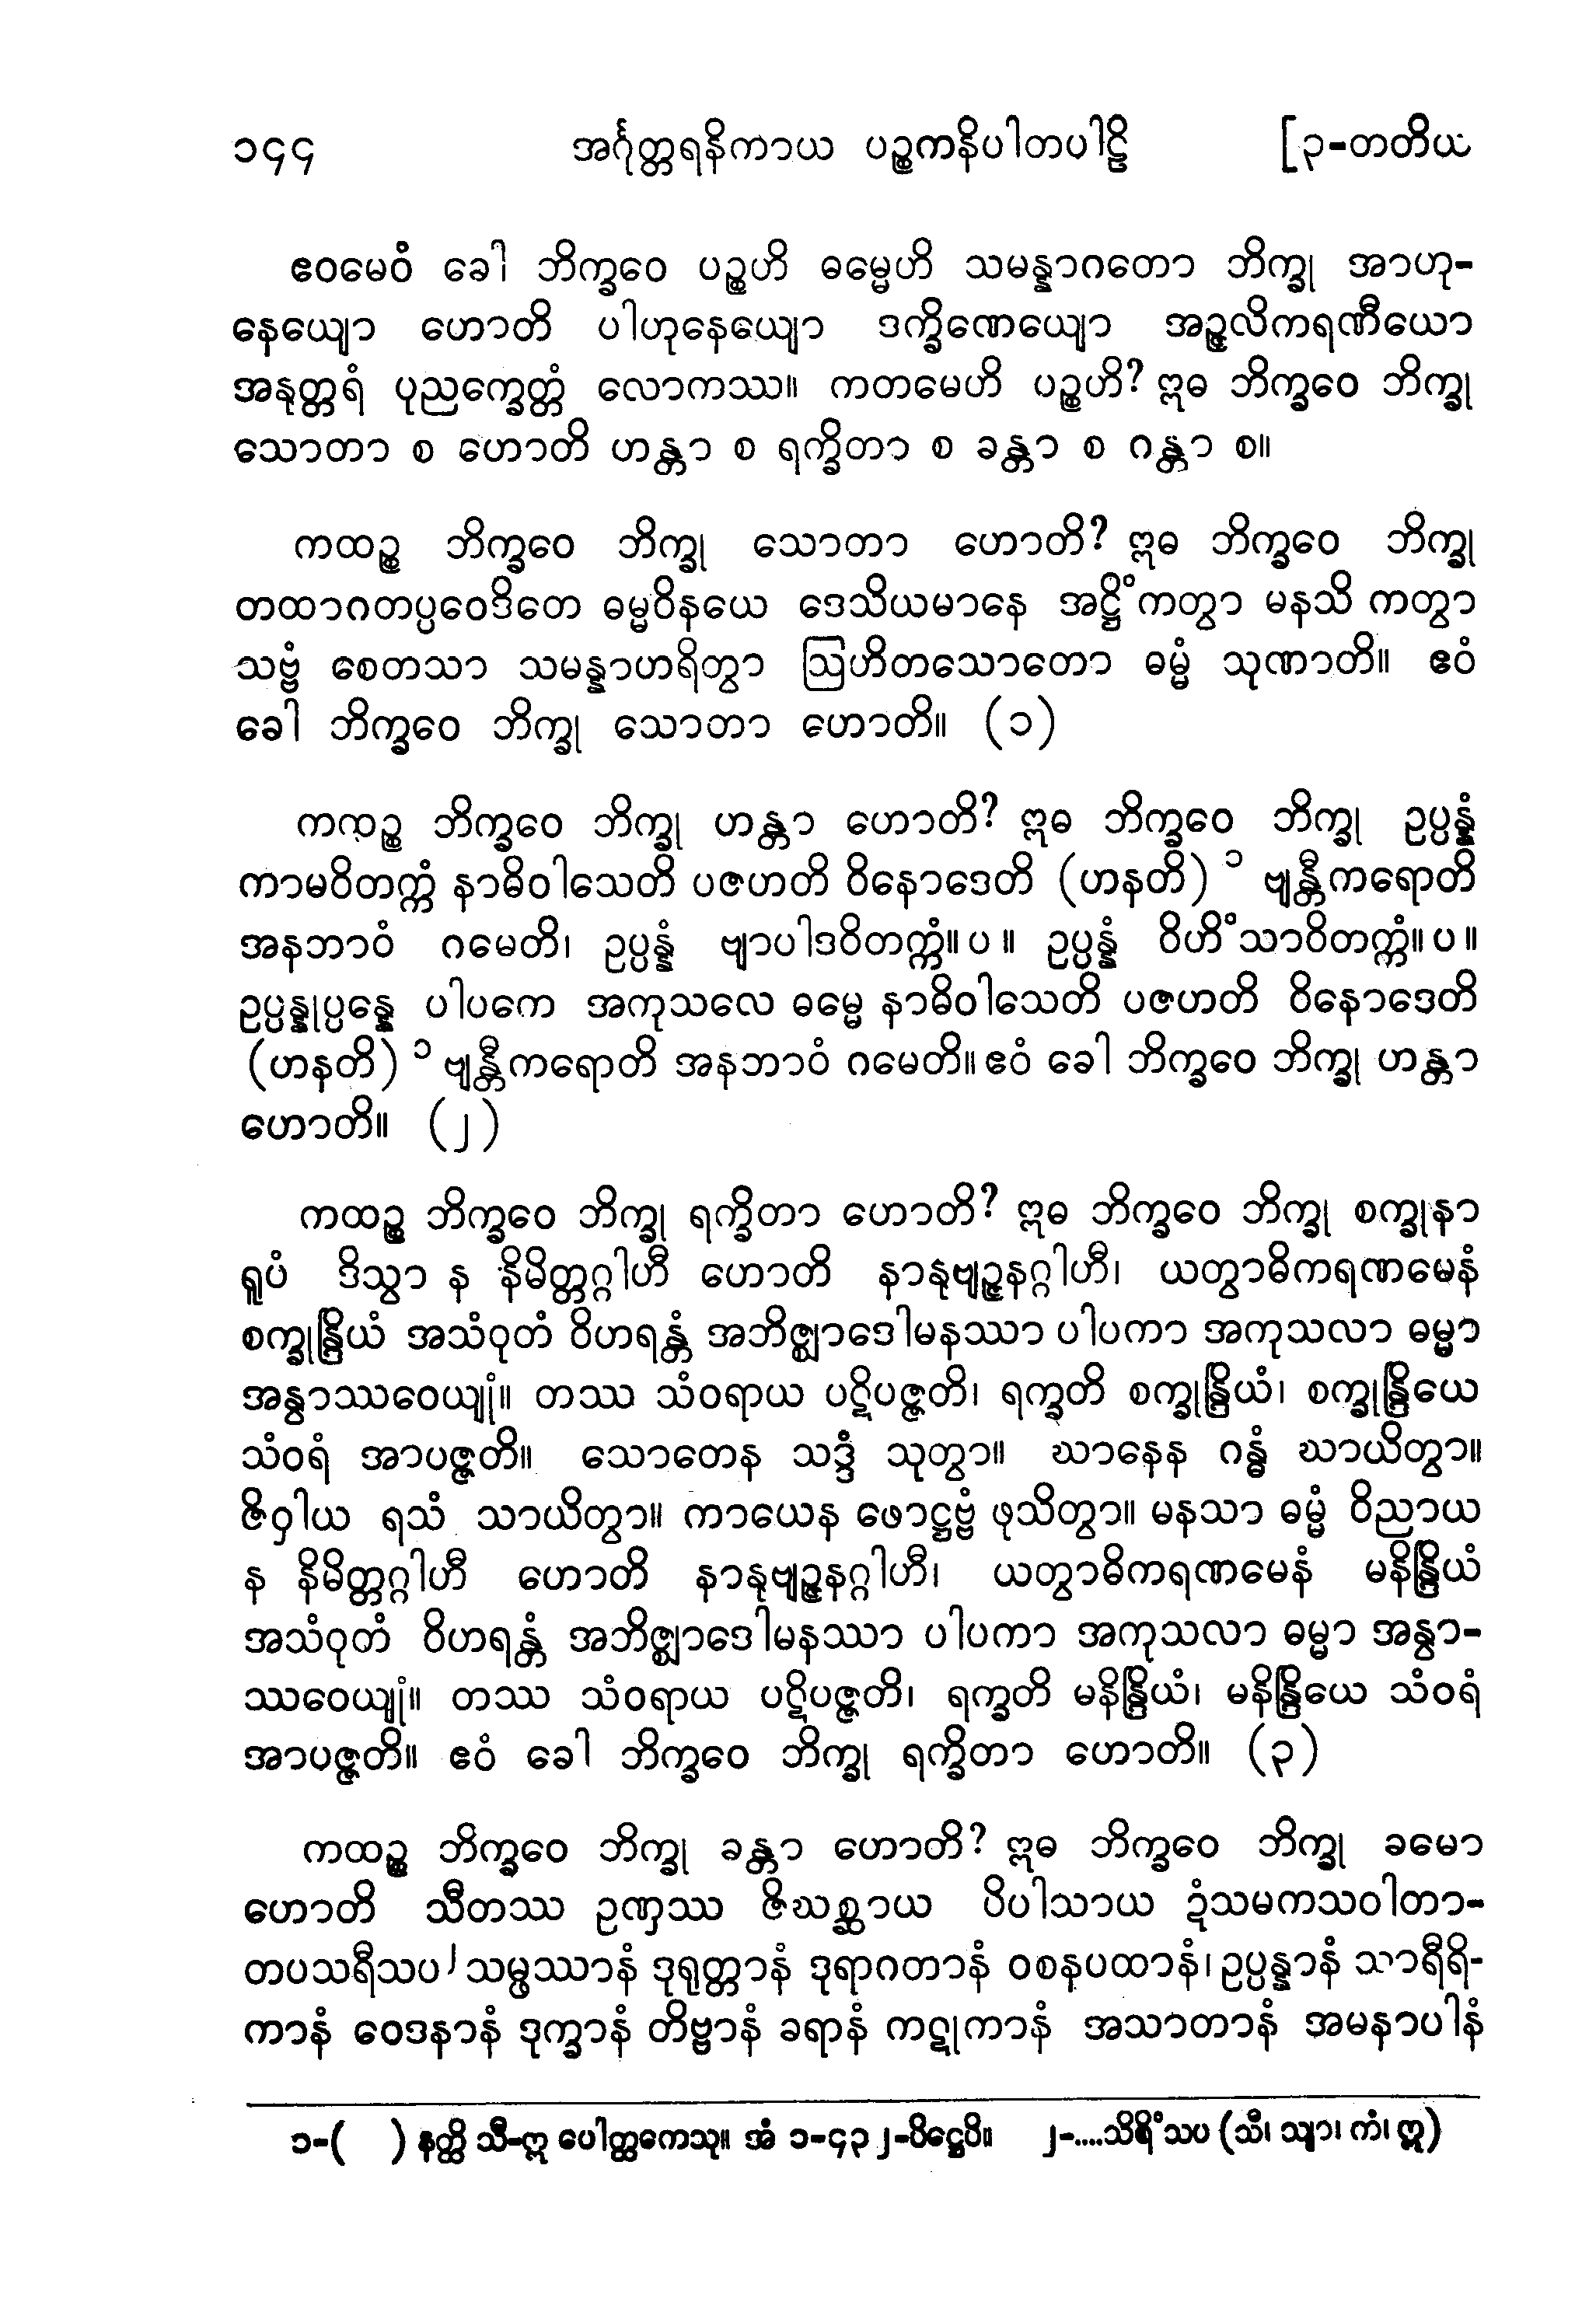 ၁၄၄ အင်္ဂုတ္တရနိကာယ ပဉ္စကနိပါတပါဠိ [၃-တတိယ
ဧဝမေဝံ ခေါ ဘိက္ခဝေ ပဉ္စဟိ ဓမ္မေဟိ သမန္နာဂတော ဘိက္ခု အာဟု-
နေယျော ဟောတိ ပါဟုနေယျော ဒက္ခိဏေယျော အဉ္ဇလိကရဏီယော
အနုတ္တရံ ပုညက္ခေတ္တံ လောကဿ။ ကတမေဟိ ပဉ္စဟိ? ဣဓ ဘိက္ခဝေ ဘိက္ခု
သောတာ စ ဟောတိ ဟန္တာ စ ရက္ခိတာ စ ခန္တာ စ ဂန္တာ စ။
ကထဉ္စ ဘိက္ခဝေ ဘိက္ခု သောတာ ဟောတိ? ဣဓ ဘိက္ခဝေ ဘိက္ခု
တထာဂတပ္ပဝေဒိတေ ဓမ္မဝိနယေ ဒေသိယမာနေ အဋ္ဌိံကတွာ မနသိ ကတွာ
သဗ္ဗံ စေတသာ သမန္နာဟရိတွာ ဩဟိတသောတော ဓမ္မံ သုဏာတိ။ ဧဝံ
ခေါ ဘိက္ခဝေ ဘိက္ခု သောတာ ဟောတိ။ (၁)
ကထဉ္စ ဘိက္ခဝေ ဘိက္ခု ဟန္တာ ဟောတိ? ဣဓ ဘိက္ခဝေ ဘိက္ခု ဥပ္ပန္နံ
ကာမဝိတက္ကံ နာဓိဝါသေတိ ပဇဟတိ ဝိနောဒေတိ (ဟနတိ) ၁ ဗျန္တီကရောတိ
အနဘာဝံ ဂမေတိ၊ ဥပ္ပန္နံ ဗျာပါဒဝိတက္ကံ။ ပ ။ ဥပ္ပန္နံ ဝိဟိံသာဝိတက္ကံ။ ပ ။
ဥပ္ပန္နုပ္ပန္နေ ပါပကေ အကုသလေ ဓမ္မေ နာဓိဝါသေတိ ပဇဟတိ ဝိနောဒေတိ
(ဟနတိ) ၁ ဗျန္တီကရောတိ အနဘာဝံ ဂမေတိ။ ဧဝံ ခေါ ဘိက္ခဝေ ဘိက္ခု ဟန္တာ
ဟောတိ။ (၂)
ကထဉ္စ ဘိက္ခဝေ ဘိက္ခု ရက္ခိတာ ဟောတိ? ဣဓ ဘိက္ခဝေ ဘိက္ခု စက္ခုနာ
ရူပံ ဒိသွာ န နိမိတ္တဂ္ဂါဟီ ဟောတိ နာနုဗျဉ္ဇနဂ္ဂါဟီ၊ ယတွာဓိကရဏမေနံ
စက္ခုန္ဒြိယံ အသံဝုတံ ဝိဟရန္တံ အဘိဇ္ဈာဒေါမနဿာ ပါပကာ အကုသလာ ဓမ္မာ
အနွာဿဝေယျုံ။ တဿ သံဝရာယ ပဋိပဇ္ဇတိ၊ ရက္ခတိ စက္ခုန္ဒြိယံ၊ စက္ခုန္ဒြိယေ
သံဝရံ အာပဇ္ဇတိ။ သောတေန သဒ္ဒံ သုတွာ။ ဃာနေန ဂန္ဓံ ဃာယိတွာ။
ဇိဝှါယ ရသံ သာယိတွာ။ ကာယေန ဖောဋ္ဌဗ္ဗံ ဖုသိတွာ။ မနသာ ဓမ္မံ ဝိညာယ
န နိမိတ္တဂ္ဂါဟီ ဟောတိ နာနုဗျဉ္ဇနဂ္ဂါဟီ၊ ယတွာဓိကရဏမေနံ မနိန္ဒြိယံ
အသံဝုတံ ဝိဟရန္တံ အဘိဇ္ဈာဒေါမနဿာ ပါပကာ အကုသလာ ဓမ္မာ အနွာ-
ဿဝေယျုံ။ တဿ သံဝရာယ ပဋိပဇ္ဇတိ၊ ရက္ခတိ မနိန္ဒြိယံ၊ မနိန္ဒြိယေ သံဝရံ
အာပဇ္ဇတိ။ ဧဝံ ခေါ ဘိက္ခဝေ ဘိက္ခု ရက္ခိတာ ဟောတိ။ (၃)
ကထဉ္စ ဘိက္ခဝေ ဘိက္ခု ခန္တာ ဟောတိ? ဣဓ ဘိက္ခဝေ ဘိက္ခု ခမော
ဟောတိ သီတဿ ဥဏှဿ ဇိဃစ္ဆာယ ပိပါသာယ ဍံသမကသဝါတာ-
တပသရီသပ၂ သမ္ဖဿာနံ ဒုရုတ္တာနံ ဒုရာဂတာနံ ဝစနပထာနံ၊ ဥပ္ပန္နာနံ သာရီရိ-
ကာနံ ဝေဒနာနံ ဒုက္ခာနံ တိဗ္ဗာနံ ခရာနံ ကဋုကာနံ အသာတာနံ အမနာပါနံ
၁-( ) နတ္ထိ သီ-ဣ ပေါတ္ထကေသု။ အံ ၁-၄၃၂-ပိဋ္ဌေပိ။ ၂-....သိရိံသပ (သီ၊ သျာ၊ ကံ၊ ဣ)